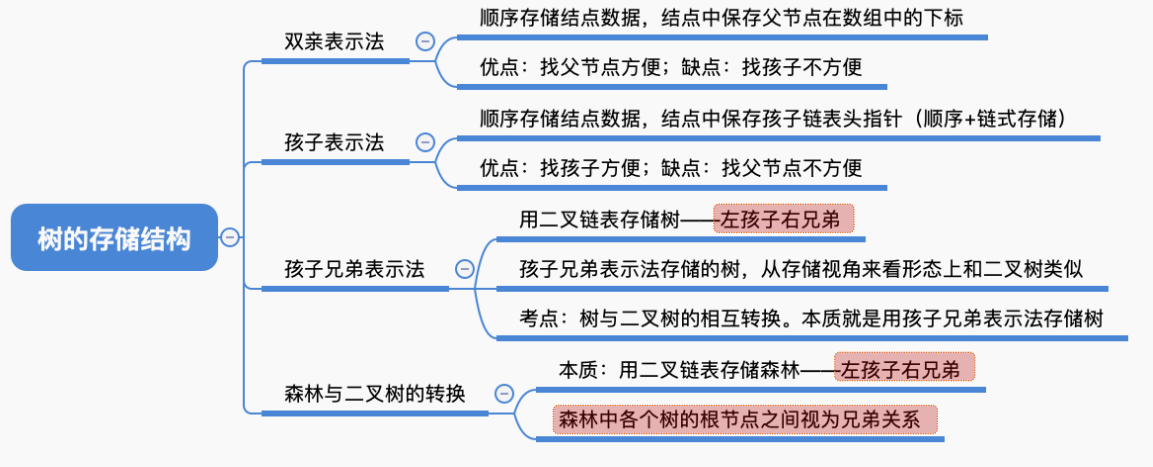 树的存储结构
双亲表示法
顺序存储结点数据，结点中保存父节点在数组中的下标
优点：找父节点方便；缺点：找孩子不方便
孩子表示法
顺序存储结点数据，结点中保存孩子链表头指针（顺序+链式存储）
优点：找孩子方便；缺点：找父节点不方便
孩子兄弟表示法
用二叉链表存储树——左孩子右兄弟
孩子兄弟表示法存储的树，从存储视角来看形态上和二叉树类似
考点：树与二叉树的相互转换。本质就是用孩子兄弟表示法存储树
森林与二叉树的转换
本质：用二叉链表存储森林——左孩子右兄弟
森林中各个树的根节点之间视为兄弟关系